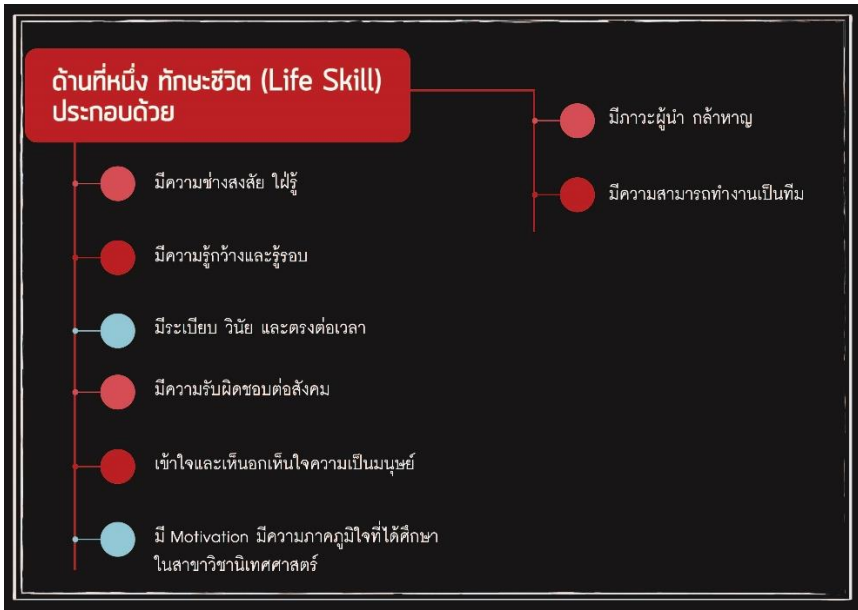 ด้านที่หนึ่ง ทักษะชีวิต (Life Skill)
ประกอบด้วย
มีความช่างสงสัย ใฝ่รู้
มีความรู้กว้างและรู้รอบ
มีระเบียบ วินัย และตรงต่อเวลา
มีความรับผิดชอบต่อสังคม
เข้าใจและเห็นอกเห็นใจความเป็นมนุษย์
มี Motivation มีความภาคภูมิใจที่ได้ศึกษา
ในสาขาวิชานิเทศศาสตร์
มีภาวะผู้นำ กล้าหาญ
มีความสามารถทำงานเป็นทีม